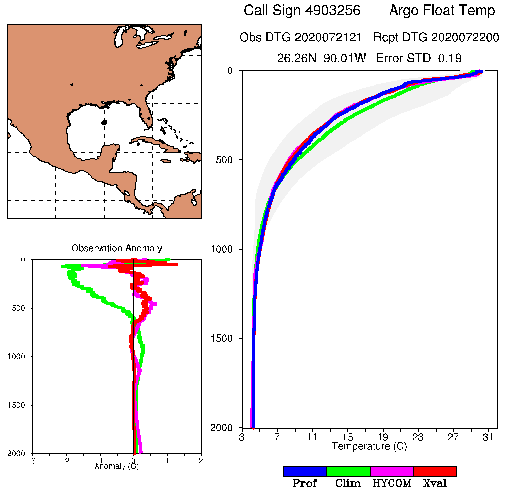 Call Sign 4903256 Argo Float Temp
Obs DTG 2020072121 Rcpt DTG 2020072200
26.26N 90.01W Error STD 0.19
Observation Anomaly
0
500
1000
1500
2000
Anomaly (C)
0
500
1000
1500
2000
3 7 11 15 19 23 27 31
Temperature (C)
Prof Clim HYCOM Xval